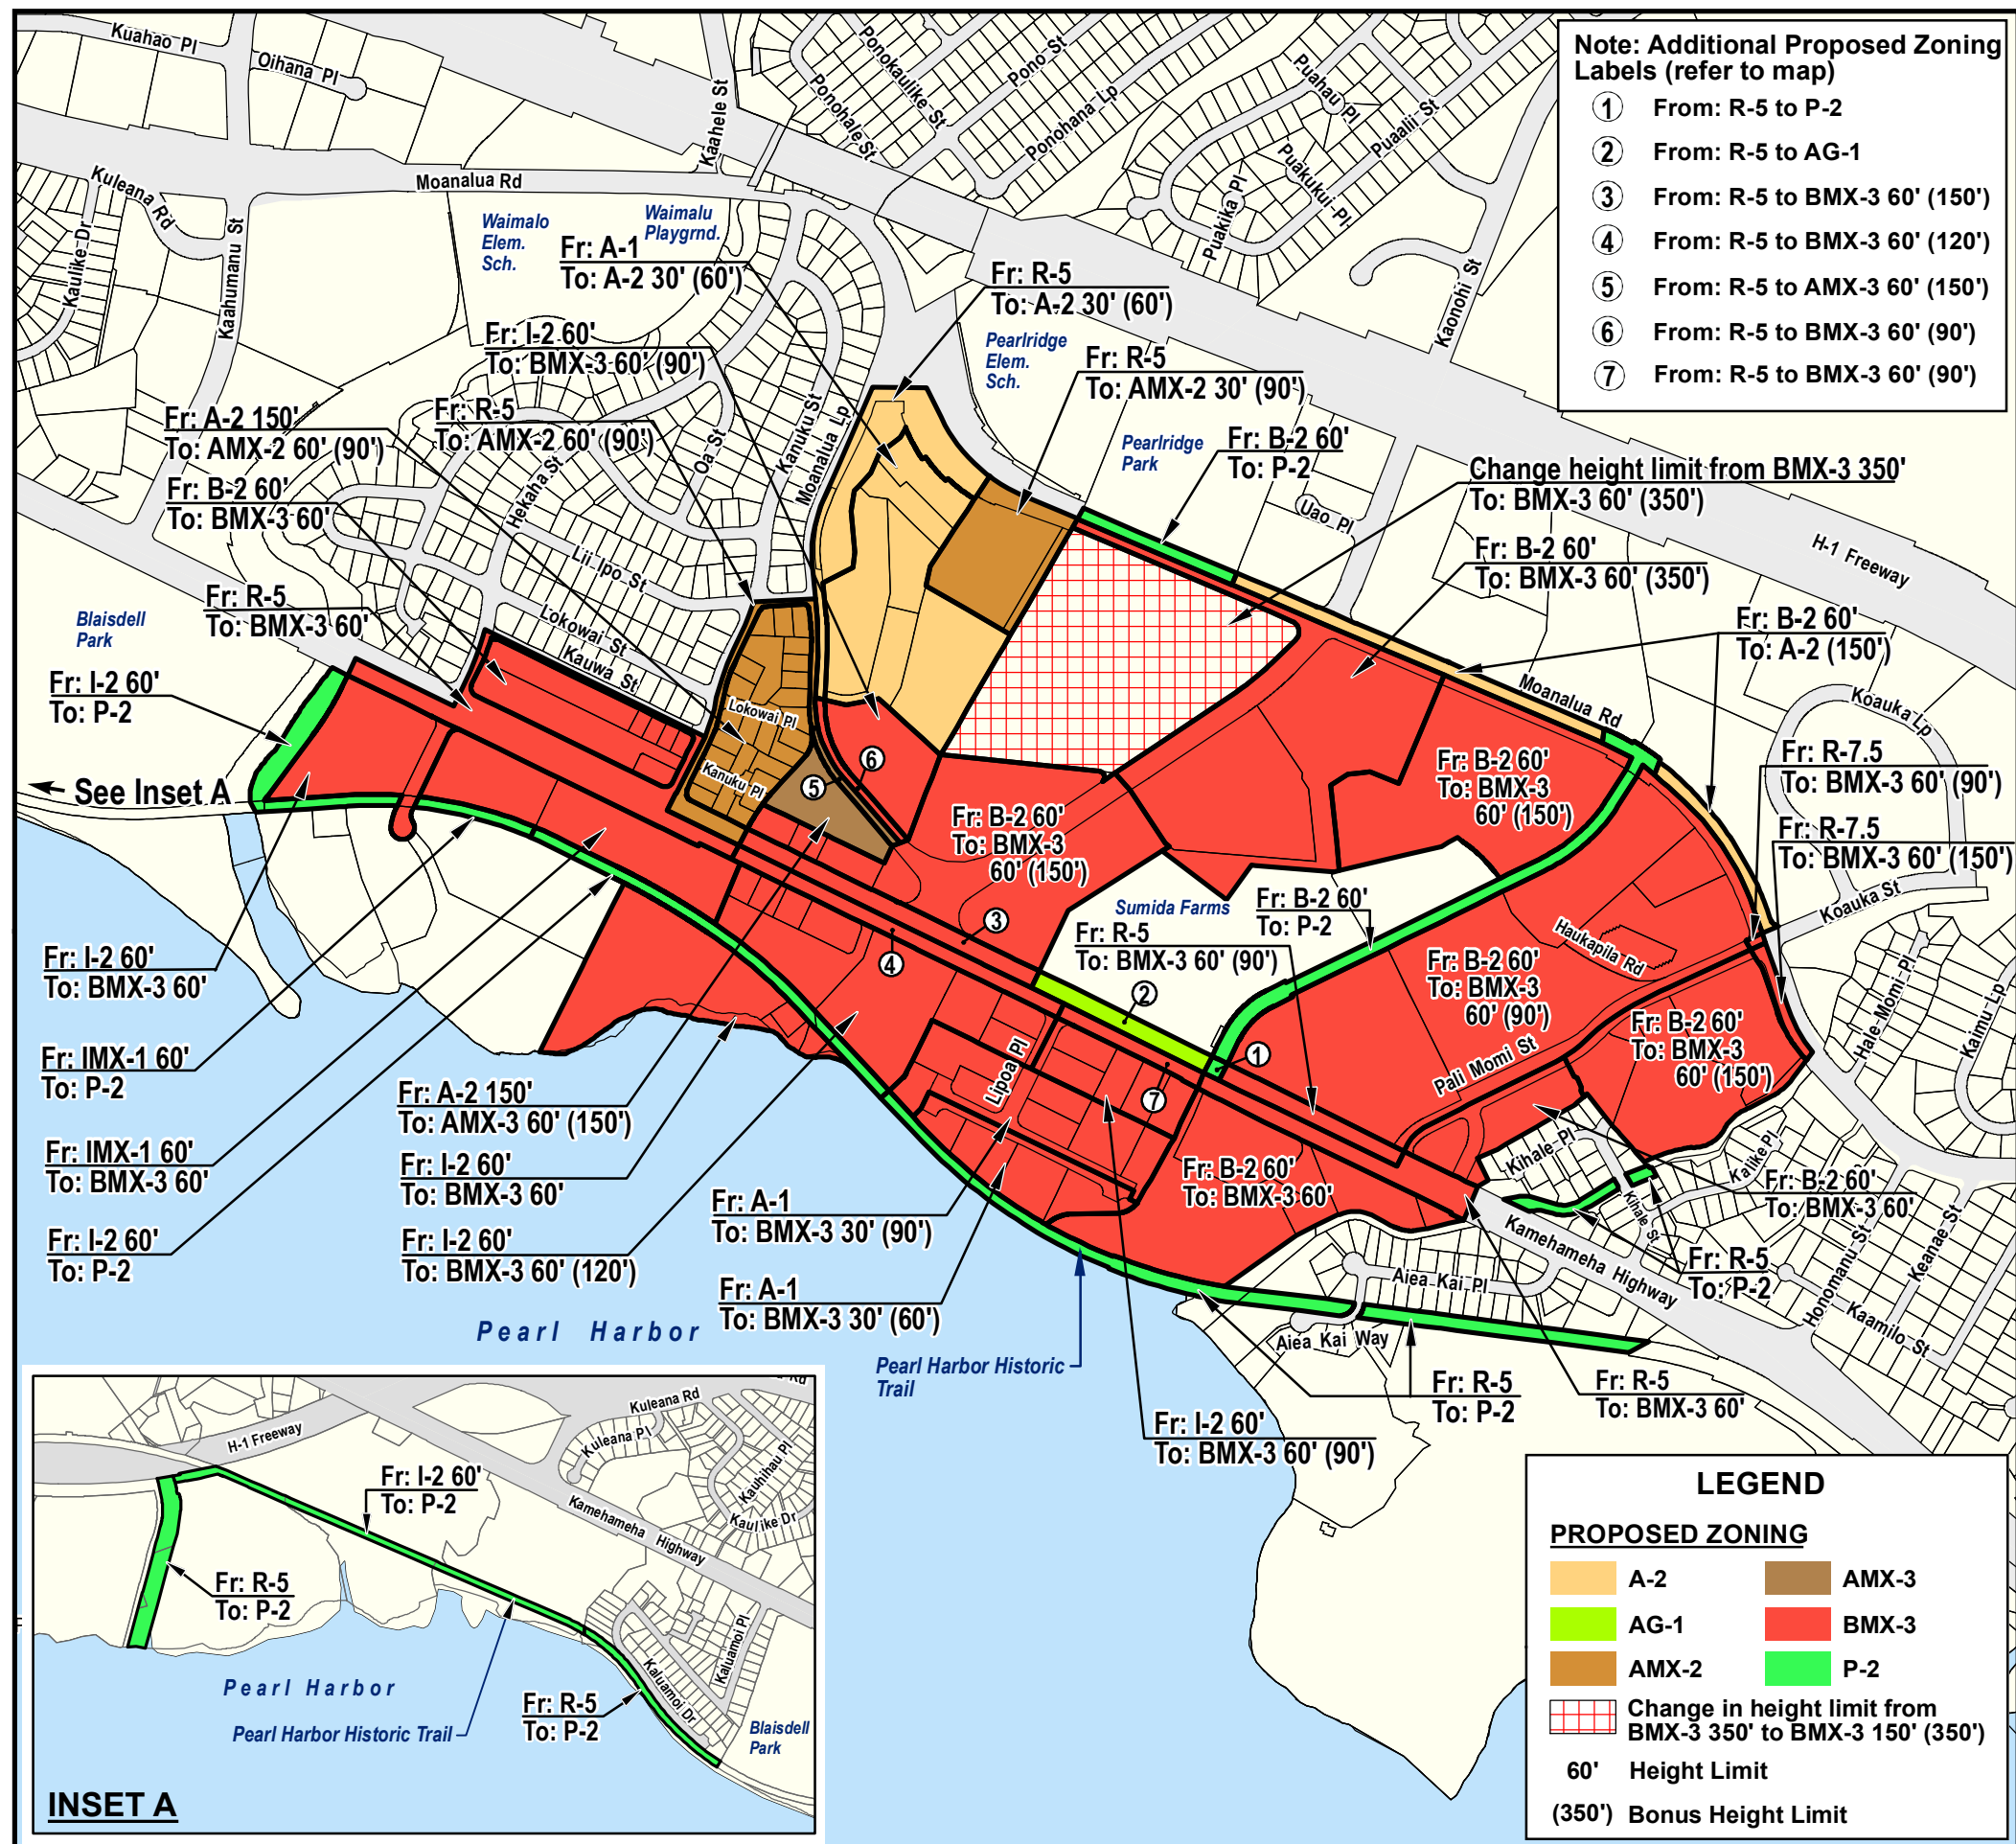 Kuahao Pl
Oihana Pl
Kaahele St
Ponokaulike St
Ponohale St
Pono St
Ponohana Lp
Puahau Pl
Puaalii St
Puakukui Pl
Puakika Pl
Kaonohi St
Note: Additional Proposed Zoning
Labels (refer to map)
1 From: R-5 to P-2
2 From: R-5 to AG-1
3 From: R-5 to BMX-3 60' (150')
4 From: R-5 to BMX-3 60' (120')
5 From: R-5 to AMX-3 60' (150')
6 From: R-5 to BMX-3 60' (90')
7 From: R-5 to BMX-3 60' (90')
Kuleana Rd
Kaulike Dr
Kaahumanu St
Moanalua Rd
Waimalo
Elem.
Sch.
Waimalu
Playgrnd.
Fr: A-1
To: A-2 30' (60')
Fr: R-5
To: A-2 30' (60')
Fr: I-2 60'
To: BMX-3 60' (90')
Pearlridge
Elem.
Sch.
Fr: R-5
To: AMX-2 30' (90')
Fr: A-2 150'
To: AMX-2 60' (90')
Fr: R-5
To: AMX-2 60' (90')
Oa St
Kanuku St
Moanalua Lp
Pearlridge
Park
Fr: B-2 60'
To: P-2
Change height limit from BMX-3 350'
To: BMX-3 60' (350')
Uao Pl
H-1 Freeway
Fr: B-2 60'
To: BMX-3 60'
Hekaha St
Lii Ipo St
Fr: B-2 60'
To: BMX-3 60' (350')
Fr: R-5
To: BMX-3 60'
Blaisdell
Park
Lokowai St
Kauwa St
Fr: B-2 60'
To: A-2 (150')
Fr: I-2 60'
To: P-2
Moanalua Rd
Koauka Lp
Lokowai Pl
Kanuku Pl
See Inset A
5
6
Fr: B-2 60'
To: BMX-3
60' (150')
Fr: R-7.5
To: BMX-3 60' (90')
Fr: B-2 60'
To: BMX-3
60' (150')
Fr: R-7.5
To: BMX-3 60' (150')
Koauka St
Sumida Farms
Fr: B-2 60'
To: P-2
3
4
Fr: R-5
To: BMX-3 60' (90')
Haukapila Rd
Fr: B-2 60'
To: BMX-3
60' (90')
Fr: I-2 60'
To: BMX-3 60'
2
Hale Momi Pl
Kaimu Lp
Fr: B-2 60'
To: BMX-3
60' (150')
Fr: IMX-1 60'
To: P-2
Lipoa Pl
7
1
Pali Momi St
Fr: A-2 150'
To: AMX-3 60' (150')
Fr: IMX-1 60'
To: BMX-3 60'
Fr: I-2 60'
To: BMX-3 60'
Fr: B-2 60'
To: BMX-3 60'
Kihale Pl
Kalike Pl
Kihale St
Fr: B-2 60'
To: BMX-3 60'
Fr: A-1
To: BMX-3 30' (90')
Fr: I-2 60'
To: P-2
Fr: I-2 60'
To: BMX-3 60' (120')
Kamehameha Highway
Fr: R-5
To: P-2
Honomanu St
Keanae St
Kaamilo St
Fr: A-1
To: BMX-3 30' (60')
Aiea Kai Pl
Aiea Kai Way
Pearl Harbor
Pearl Harbor Historic
Trail
Fr: R-5
To: P-2
Fr: R-5
To: BMX-3 60'
Fr: I-2 60'
To: BMX-3 60' (90')
Rd
Kuleana Rd
Kuleana Pl
H-1 Freeway
Kauhihau Pl
Kaulike Dr
Fr: I-2 60'
To: P-2
Kamehameha Highway
Fr: R-5
To: P-2
Kaluamoi Pl
Kaluamoi Dr
Pearl Harbor
Fr: R-5
To: P-2
Pearl Harbor Historic Trail
Blaisdell
Park
INSET A
LEGEND
PROPOSED ZONING
A-2
AMX-3
AG-1
BMX-3
AMX-2
P-2
Change in height limit from
BMX-3 350' to BMX-3 150' (350')
60' Height Limit
(350') Bonus Height Limit